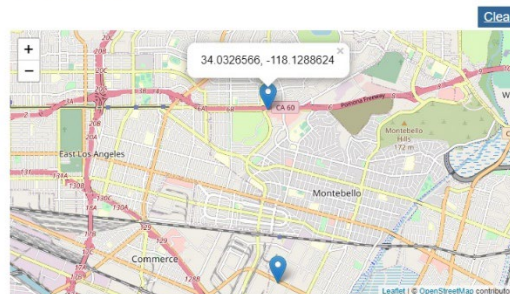 Clea
+
34.0326566, -118.1288624
×
−
CA 60
Pomona Freeway
Montebello
Hills
172 m
East Los Angeles
Montebello
Commerce
Leaflet | © OpenStreetMap contributo